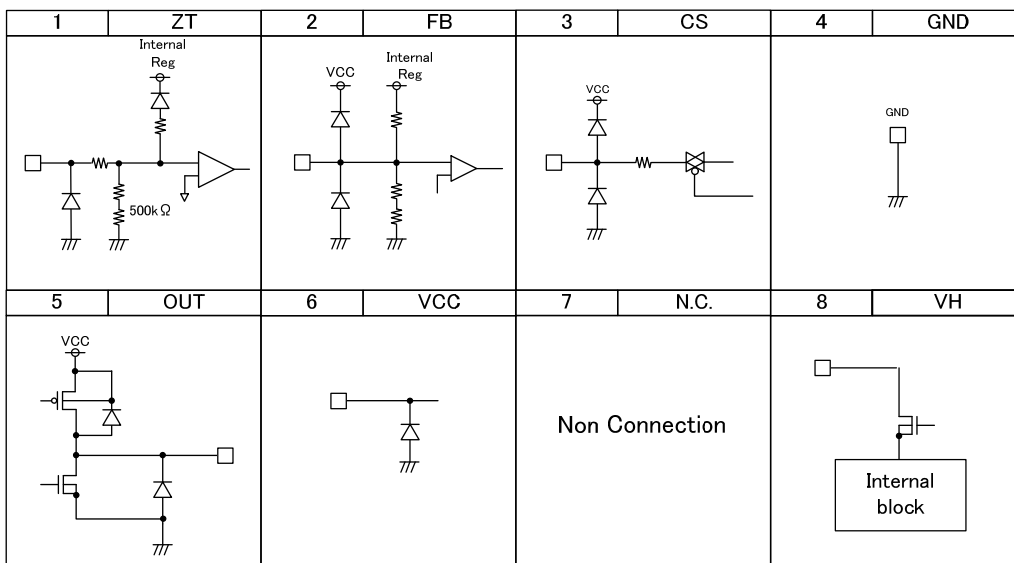 1 ZT
Internal
Reg
500kΩ
2 FB
VCC
Internal
Reg
3 CS
VCC
4 GND
GND
5 OUT
VCC
6 VCC
7 N.C.
Non Connection
8 VH
Internal
block